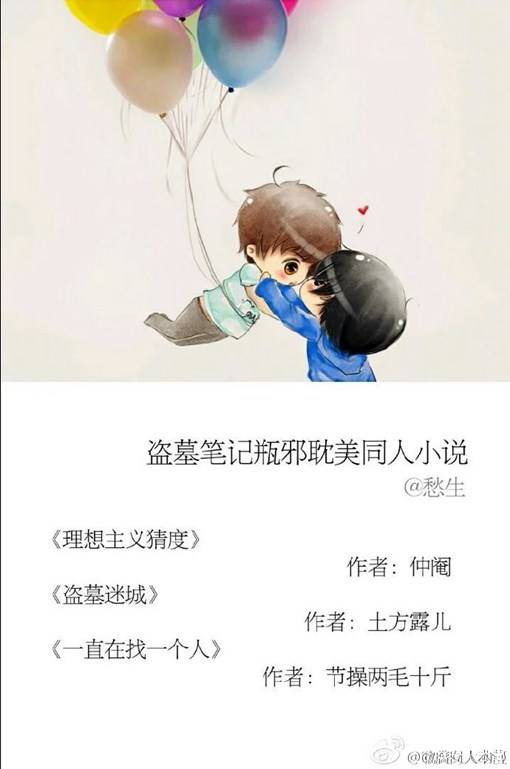 盗墓笔记瓶邪耽美同人小说
@愁生
《理想主义猜度》
作者：仲阉
《盗墓迷城》
作者：土方露儿
《一直在找一个人》
作者：节操两毛十斤